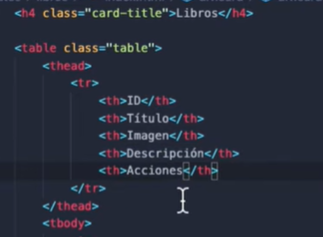 <h4 class="card-title">Libros</h4>
<table class="table">
<thead>
<tr>
<th>ID</th>
<th>Título</th>
<th>Imagen</th>
<th>Descripción</th>
<th>Acciones</th>
</tr>
</thead>
<tbody>